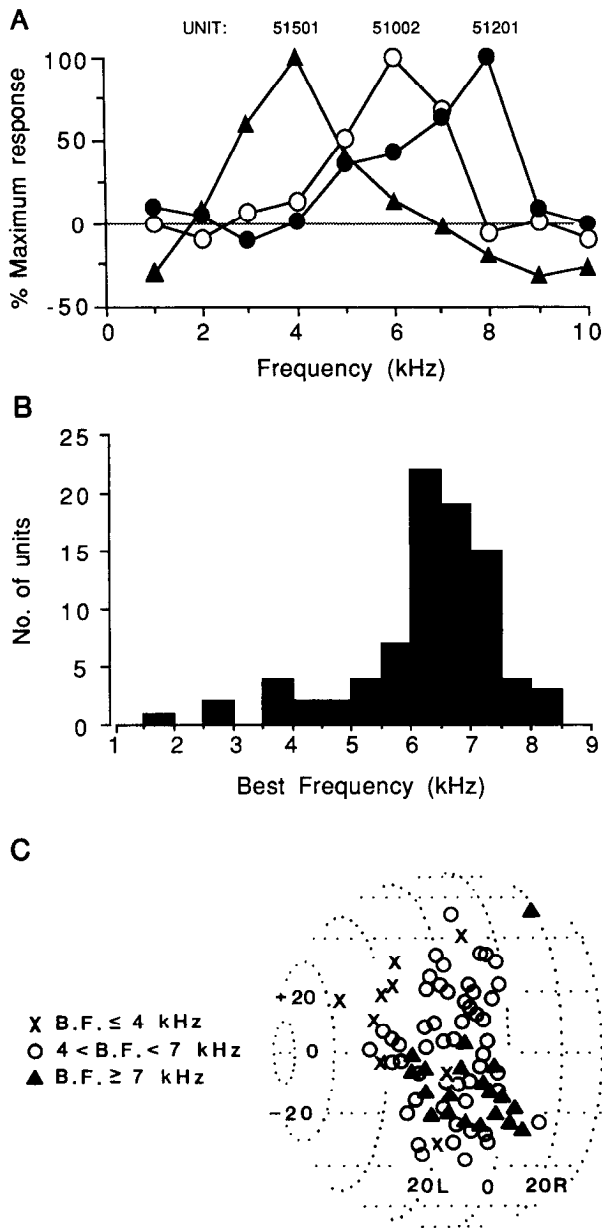 A
UNIT: 51501 51002 51201
% Maximum response
100
50
0
-50
0 2 4 6 8 10
Frequency (kHz)
B
No. of units
25
20
15
10
5
0
1 2 3 4 5 6 7 8 9
Best Frequency (kHz)
C
X B.F. ≤ 4 kHz
O 4 < B.F. < 7 kHz
▲ B.F. ≥ 7 kHz
+20
0
-20
20L 0 20R